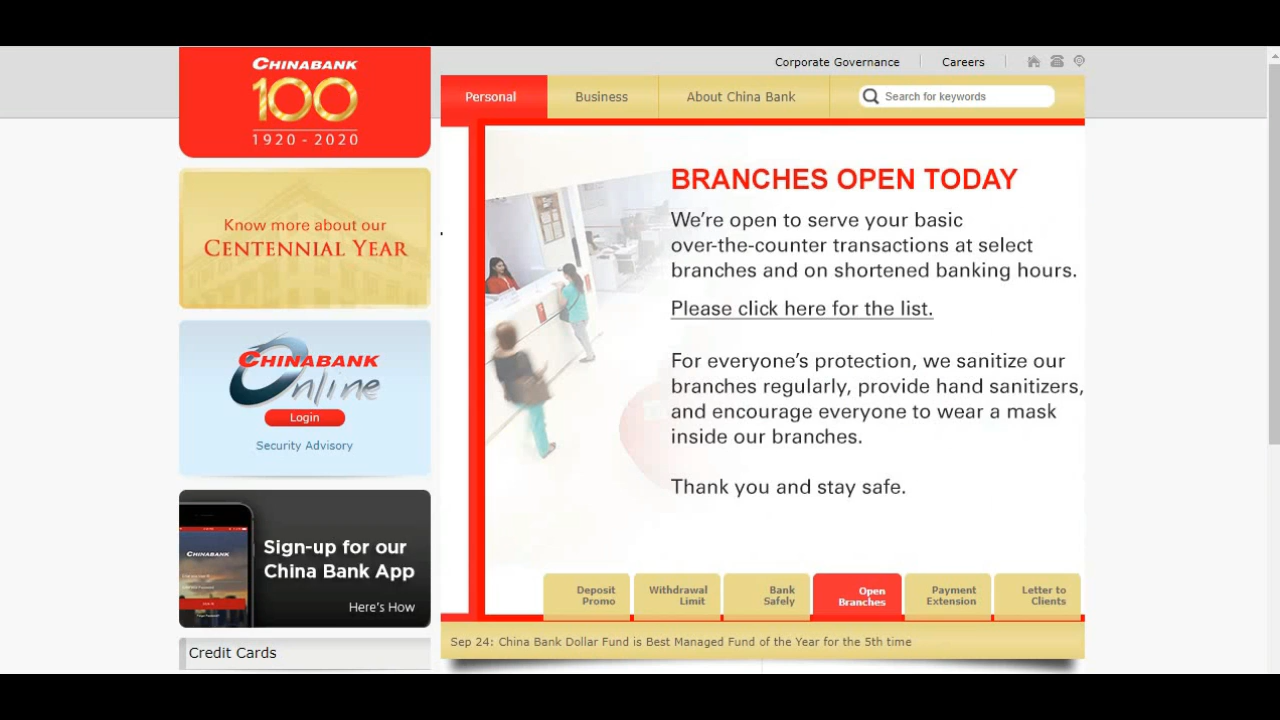 CHINABANK
100
1920 - 2020
Corporate Governance
Careers
Personal
Business
About China Bank
Search for keywords
Know more about our
CENTENNIAL YEAR
CHINABANK
Online
Login
Security Advisory
CHINABANK
Sign-up for our
China Bank App
Here's How
Credit Cards
BRANCHES OPEN TODAY
We're open to serve your basic
over-the-counter transactions at select
branches and on shortened banking hours.
Please click here for the list.
For everyone's protection, we sanitize our
branches regularly, provide hand sanitizers,
and encourage everyone to wear a mask
inside our branches.
Thank you and stay safe.
Deposit
Promo
Withdrawal
Limit
Bank
Safely
Open
Branches
Payment
Extension
Letter to
Clients
Sep 24: China Bank Dollar Fund is Best Managed Fund of the Year for the 5th time